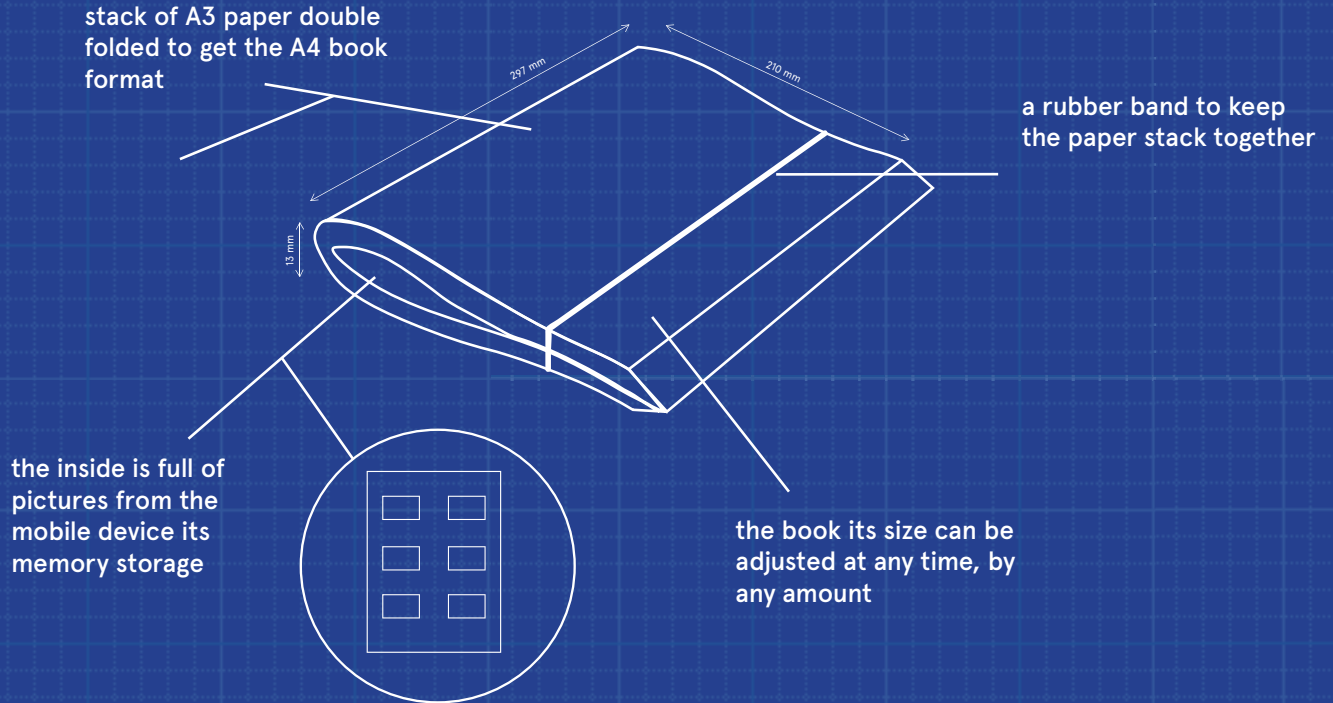 stack of A3 paper double
folded to get the A4 book
format
297 mm
210 mm
a rubber band to keep
the paper stack together
13 mm
the inside is full of
pictures from the
mobile device its
memory storage
the book its size can be
adjusted at any time, by
any amount